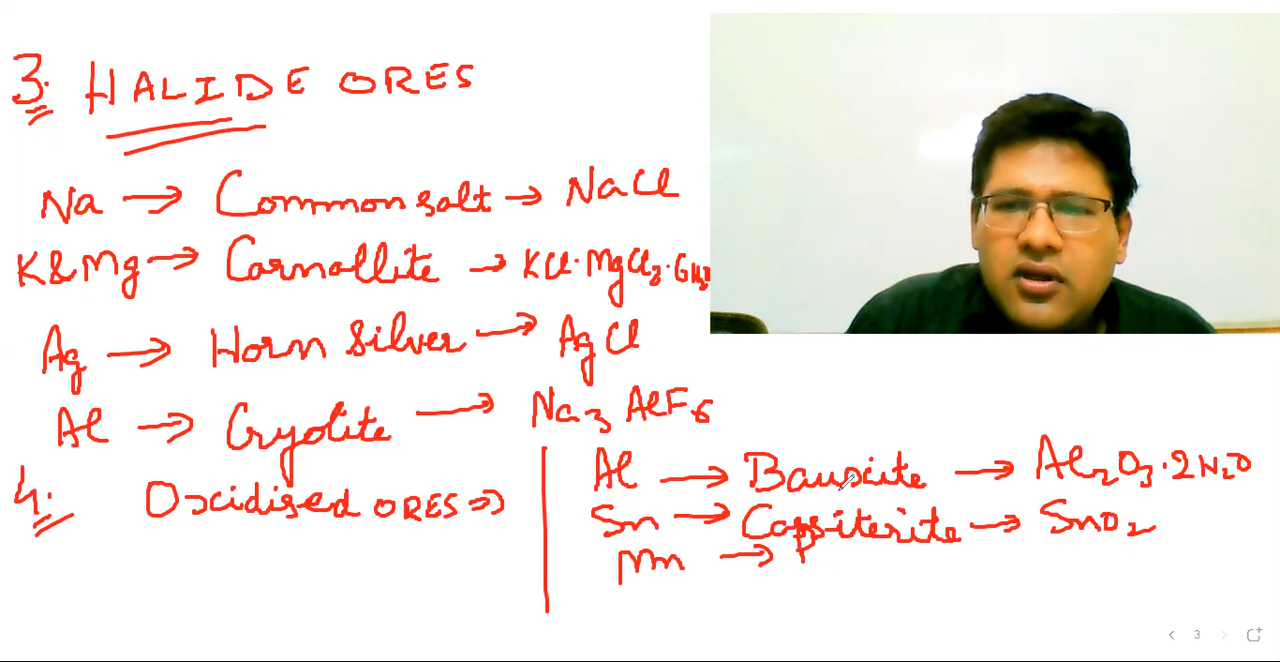 3. HALIDE ORES
Na → Common salt → NaCl
K&Mg → Carnallite → KCl·MgCl₂·6H₂O
Ag → Horn Silver → AgCl
Al → Cryolite → Na₃AlF₆
4. Oxidised ORES ⇒
Al → Bauxite → Al₂O₃·2H₂O
Sn → Cassiterite → SnO₂
Mn → P
3